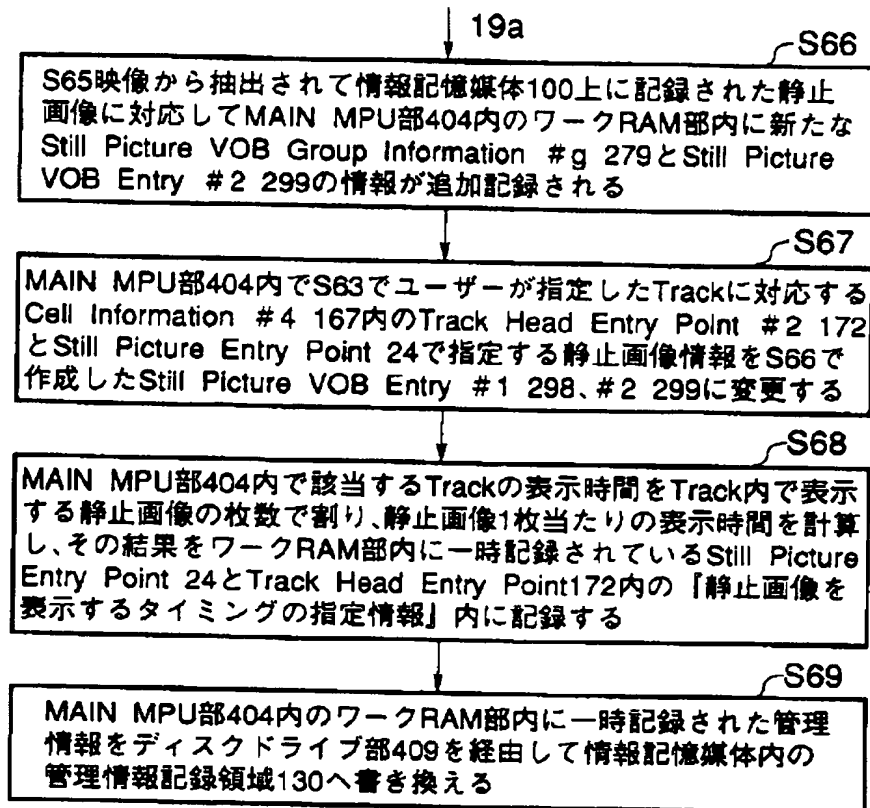 19a
S66
S65映像から抽出されて情報記憶媒体100上に記録された静止
画像に対応してMAIN MPU部404内のワークRAM部内に新たな
Still Picture VOB Group Information #g 279とStill Picture
VOB Entry #2 299の情報が追加記録される
S67
MAIN MPU部404内でS63でユーザーが指定したTrackに対応する
Cell Information #4 167内のTrack Head Entry Point #2 172
とStill Picture Entry Point 24で指定する静止画像情報をS66で
作成したStill Picture VOB Entry #1 298、#2 299に変更する
S68
MAIN MPU部404内で該当するTrackの表示時間をTrack内で表示
する静止画像の枚数で割り、静止画像1枚当たりの表示時間を計算
し、その結果をワークRAM部内に一時記録されているStill Picture
Entry Point 24とTrack Head Entry Point172内の『静止画像を
表示するタイミングの指定情報』内に記録する
S69
MAIN MPU部404内のワークRAM部内に一時記録された管理
情報をディスクドライブ部409を経由して情報記憶媒体内の
管理情報記録領域130へ書き換える